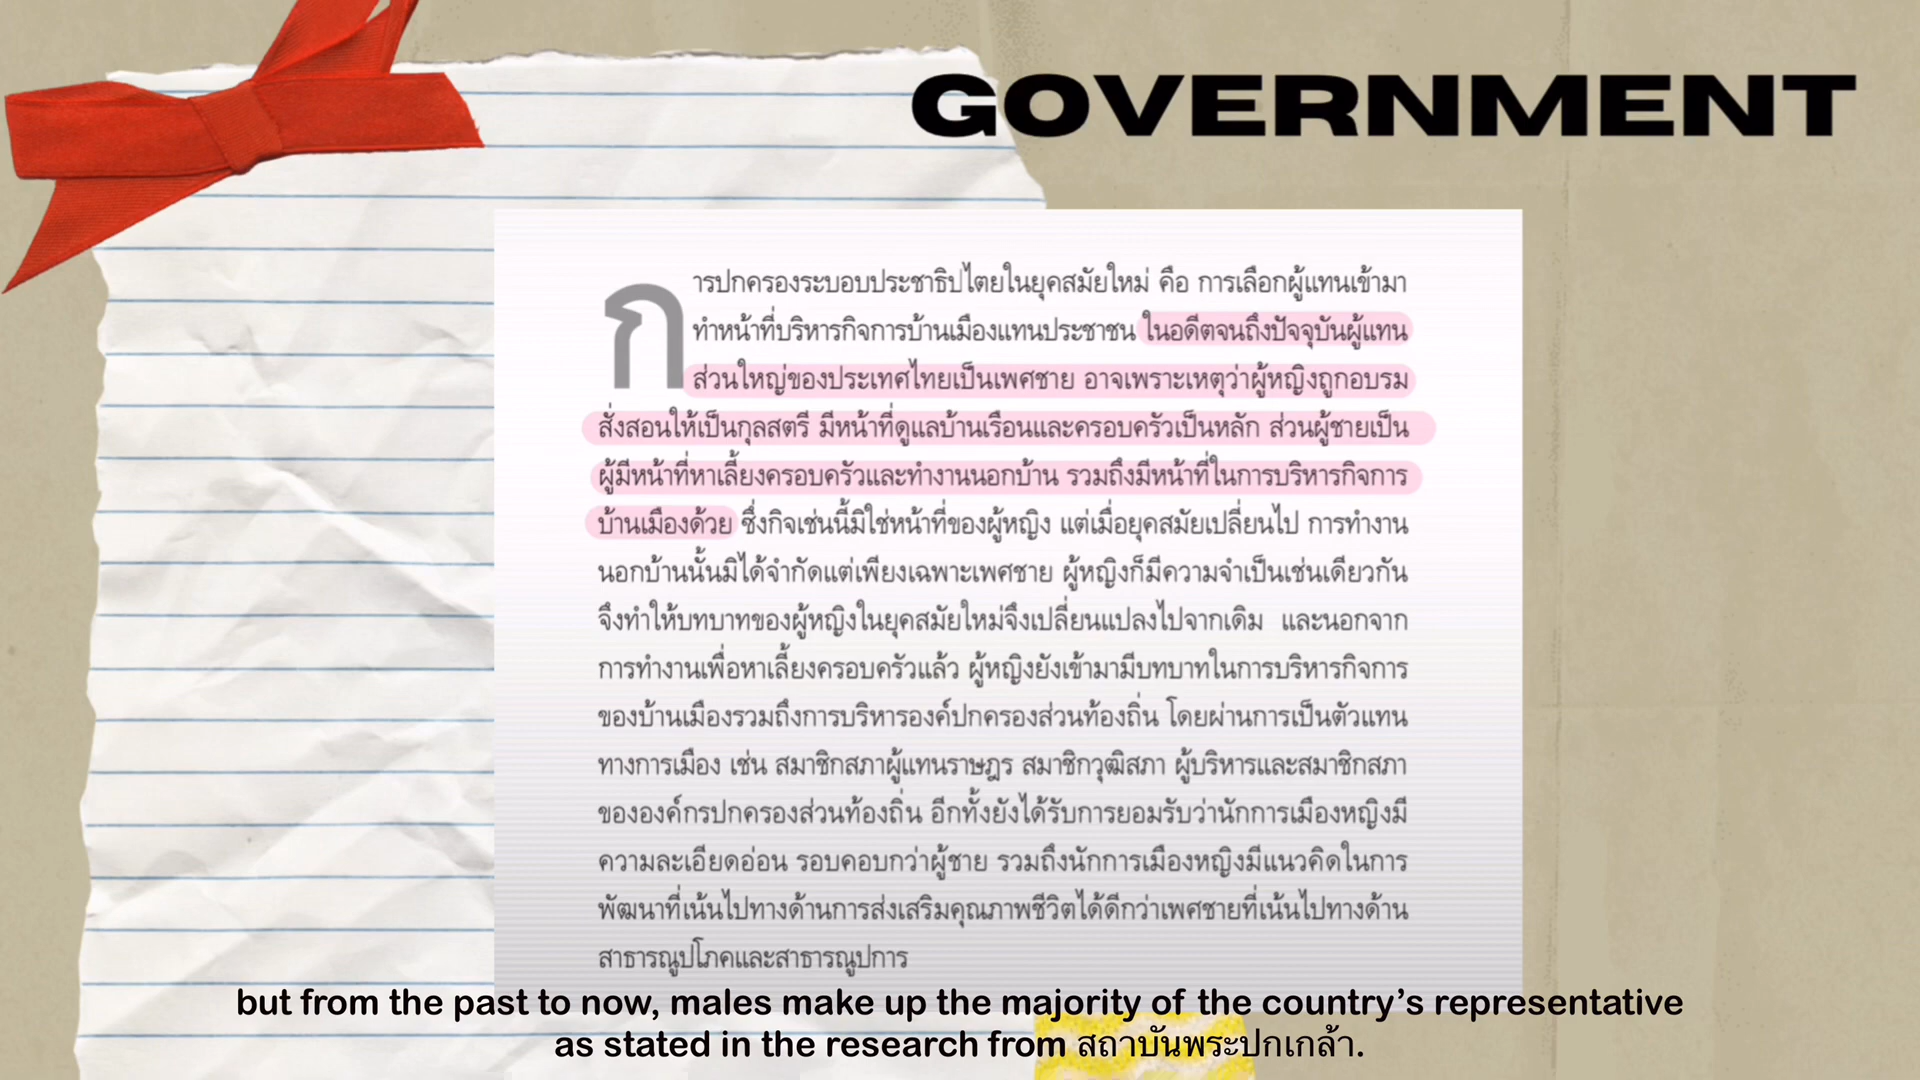 GOVERNMENT
การปกครองระบอบประชาธิปไตยในยุคสมัยใหม่ คือ การเลือกผู้แทนเข้ามา
ทำหน้าที่บริหารกิจการบ้านเมืองแทนประชาชน ในอดีตจนถึงปัจจุบันผู้แทน
ส่วนใหญ่ของประเทศไทยเป็นเพศชาย อาจเพราะเหตุว่าผู้หญิงถูกอบรม
สั่งสอนให้เป็นกุลสตรี มีหน้าที่ดูแลบ้านเรือนและครอบครัวเป็นหลัก ส่วนผู้ชายเป็น
ผู้มีหน้าที่หาเลี้ยงครอบครัวและทำงานนอกบ้าน รวมถึงมีหน้าที่ในการบริหารกิจการ
บ้านเมืองด้วย ซึ่งกิจเช่นนี้มิใช่หน้าที่ของผู้หญิง แต่เมื่อยุคสมัยเปลี่ยนไป การทำงาน
นอกบ้านนั้นมิได้จำกัดแต่เพียงเฉพาะเพศชาย ผู้หญิงก็มีความจำเป็นเช่นเดียวกัน
จึงทำให้บทบาทของผู้หญิงในยุคสมัยใหม่จึงเปลี่ยนแปลงไปจากเดิม และนอกจาก
การทำงานเพื่อหาเลี้ยงครอบครัวแล้ว ผู้หญิงยังเข้ามามีบทบาทในการบริหารกิจการ
ของบ้านเมืองรวมถึงการบริหารองค์ปกครองส่วนท้องถิ่น โดยผ่านการเป็นตัวแทน
ทางการเมือง เช่น สมาชิกสภาผู้แทนราษฎร สมาชิกวุฒิสภา ผู้บริหารและสมาชิกสภา
ขององค์กรปกครองส่วนท้องถิ่น อีกทั้งยังได้รับการยอมรับว่านักการเมืองหญิงมี
ความละเอียดอ่อน รอบคอบกว่าผู้ชาย รวมถึงนักการเมืองหญิงมีแนวคิดในการ
พัฒนาที่เน้นไปทางด้านการส่งเสริมคุณภาพชีวิตได้ดีกว่าเพศชายที่เน้นไปทางด้าน
สาธารณูปโภคและสาธารณูปการ
but from the past to now, males make up the majority of the country’s representative
as stated in the research from สถาบันพระปกเกล้า.